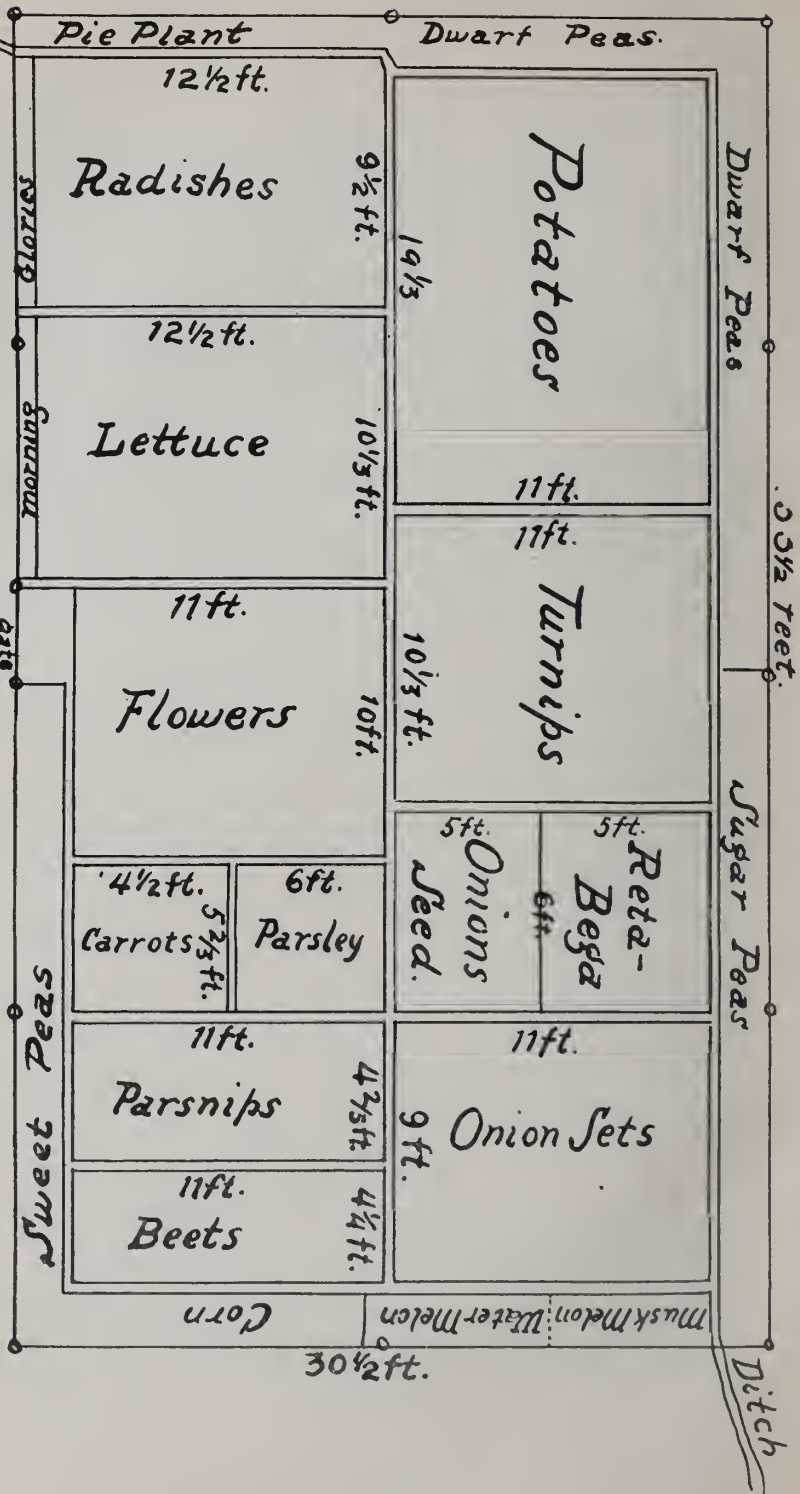 Pie Plant
Dwarf Peas.
12½ ft.
Radishes
9½ ft.
Glories
Potatoes
19⅓
Dwarf Peas
12½ ft.
Lettuce
10⅓ ft.
Morning
11 ft.
11 ft.
Turnips
10⅓ ft.
3½ feet.
11 ft.
Flowers
10 ft.
5 ft.
Onions
Seed.
6 ft.
5 ft.
Reta-
Bega
Sugar Peas
4½ ft.
Carrots
5⅔ ft.
6 ft.
Parsley
11 ft.
Parsnips
4⅔ ft
11 ft.
Onion Sets
9 ft.
Sweet Peas
11 ft.
Beets
4¼ ft.
Corn
Water Melon
Musk Melon
30½ ft.
Ditch